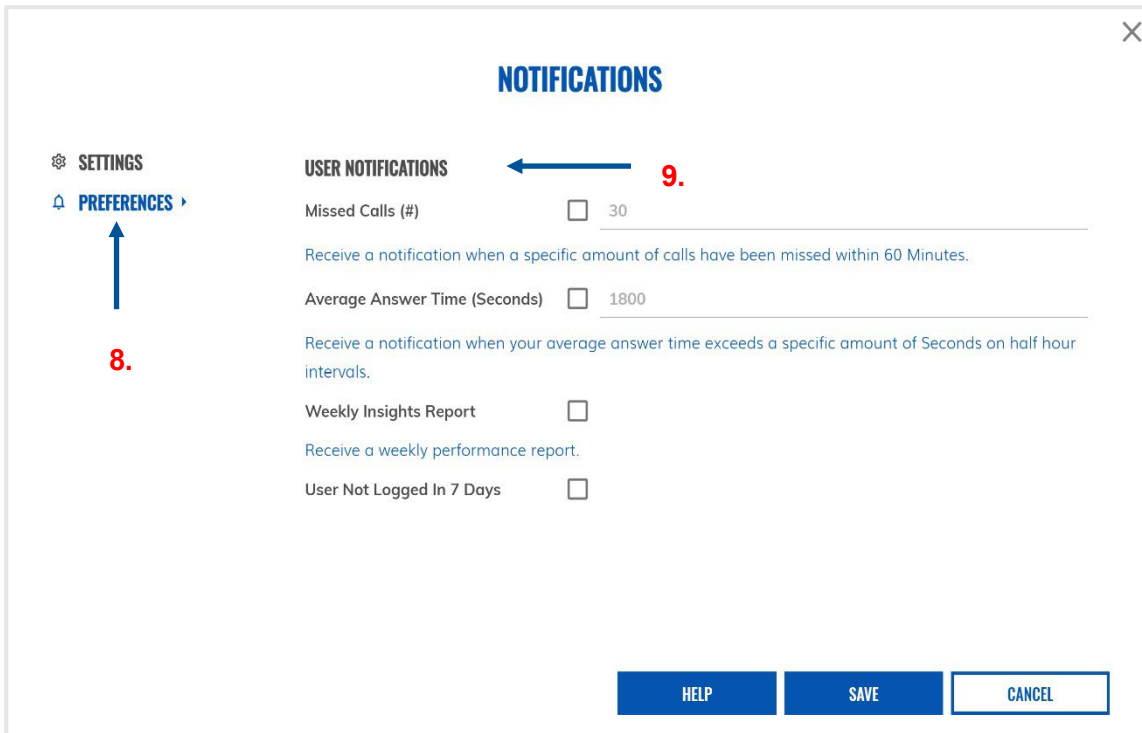 NOTIFICATIONS
SETTINGS
PREFERENCES
8.
USER NOTIFICATIONS
9.
Missed Calls (#)
30
Receive a notification when a specific amount of calls have been missed within 60 Minutes.
Average Answer Time (Seconds)
1800
Receive a notification when your average answer time exceeds a specific amount of Seconds on half hour
intervals.
Weekly Insights Report
Receive a weekly performance report.
User Not Logged In 7 Days
HELP
SAVE
CANCEL